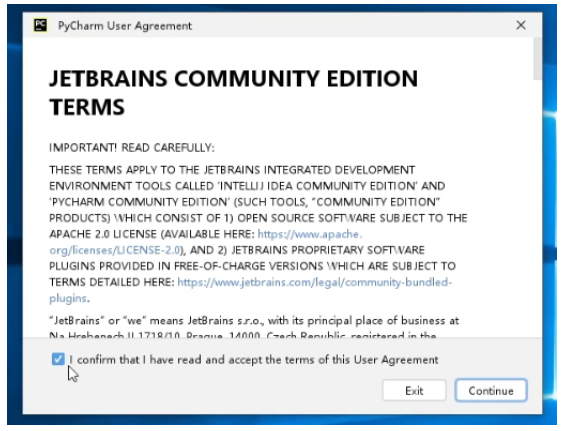 PC PyCharm User Agreement
JETBRAINS COMMUNITY EDITION
TERMS
IMPORTANT! READ CAREFULLY:
THESE TERMS APPLY TO THE JETBRAINS INTEGRATED DEVELOPMENT
ENVIRONMENT TOOLS CALLED 'INTELLIJ IDEA COMMUNITY EDITION' AND
'PYCHARM COMMUNITY EDITION' (SUCH TOOLS, "COMMUNITY EDITION"
PRODUCTS) WHICH CONSIST OF 1) OPEN SOURCE SOFTWARE SUBJECT TO THE
APACHE 2.0 LICENSE (AVAILABLE HERE: https://www.apache.
org/licenses/LICENSE-2.0), AND 2) JETBRAINS PROPRIETARY SOFTWARE
PLUGINS PROVIDED IN FREE-OF-CHARGE VERSIONS WHICH ARE SUBJECT TO
TERMS DETAILED HERE: https://www.jetbrains.com/legal/community-bundled-
plugins.
"JetBrains" or "we" means JetBrains s.r.o., with its principal place of business at
Na Hrebenech II 1718/10, Prague, 14000, Czech Republic, registered in the
I confirm that I have read and accept the terms of this User Agreement
Exit Continue